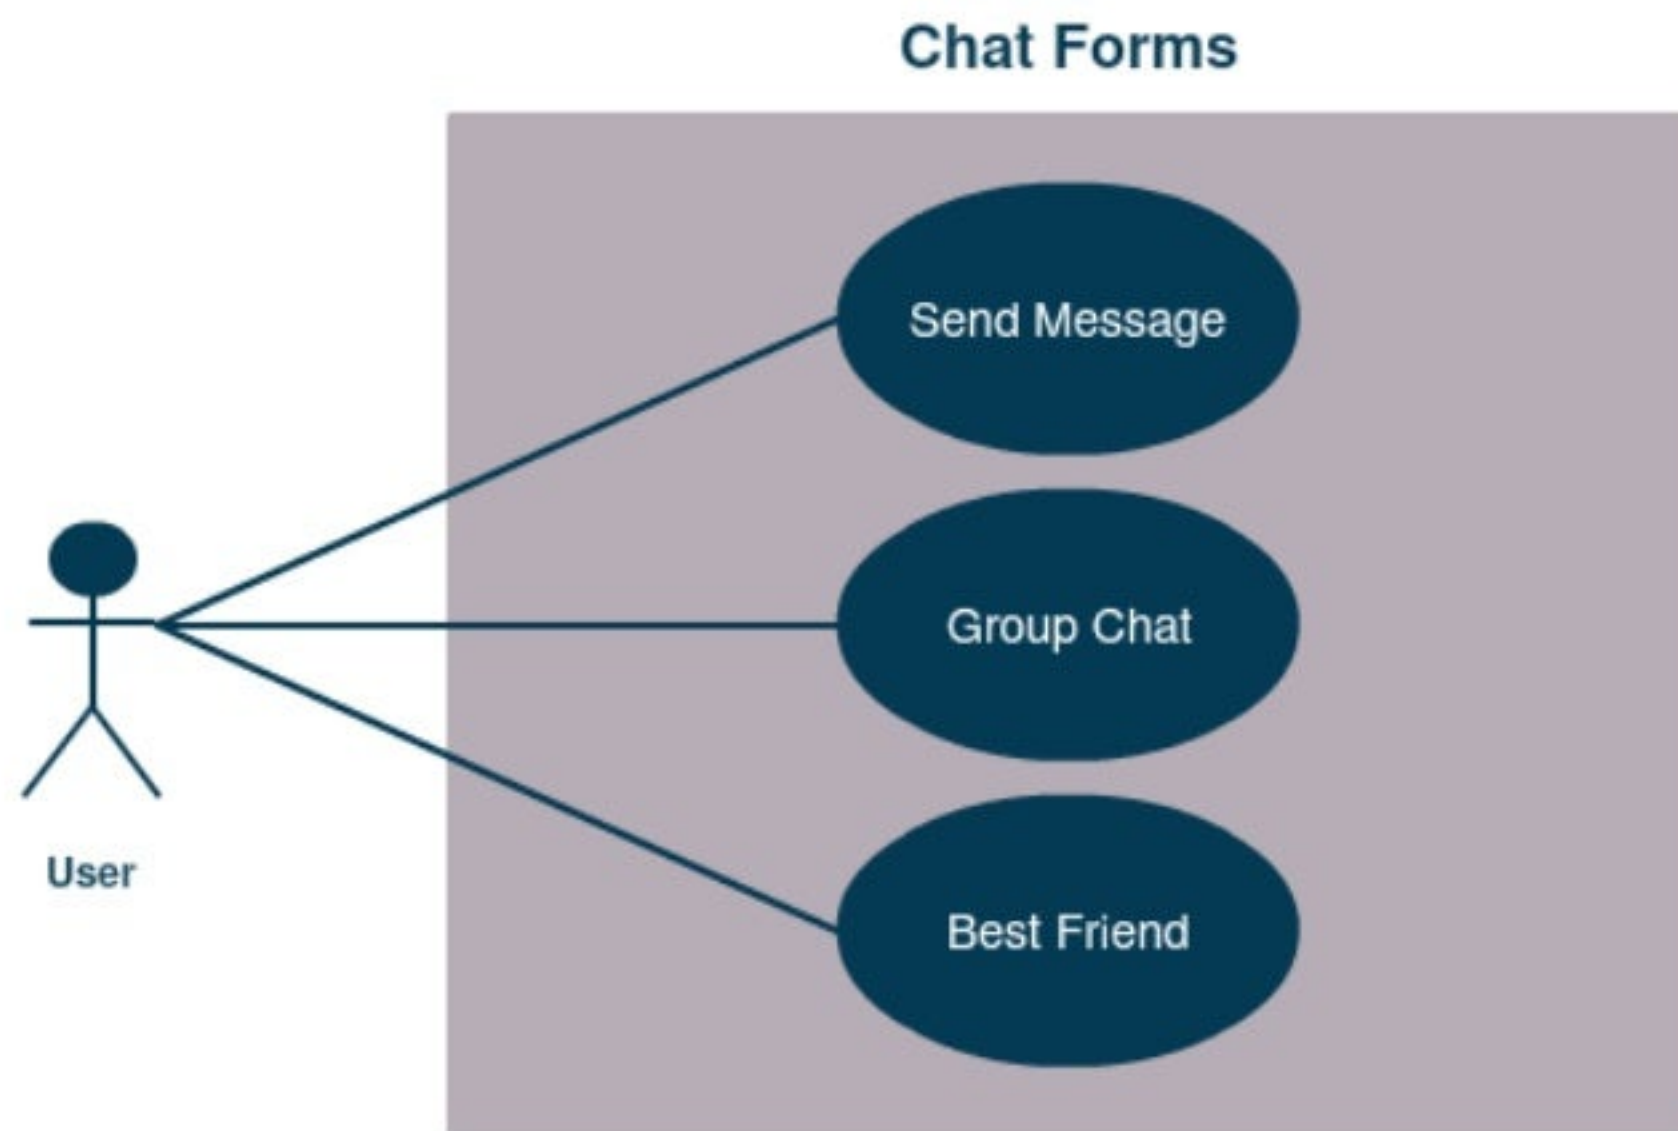 Chat Forms
Send Message
Group Chat
Best Friend
User